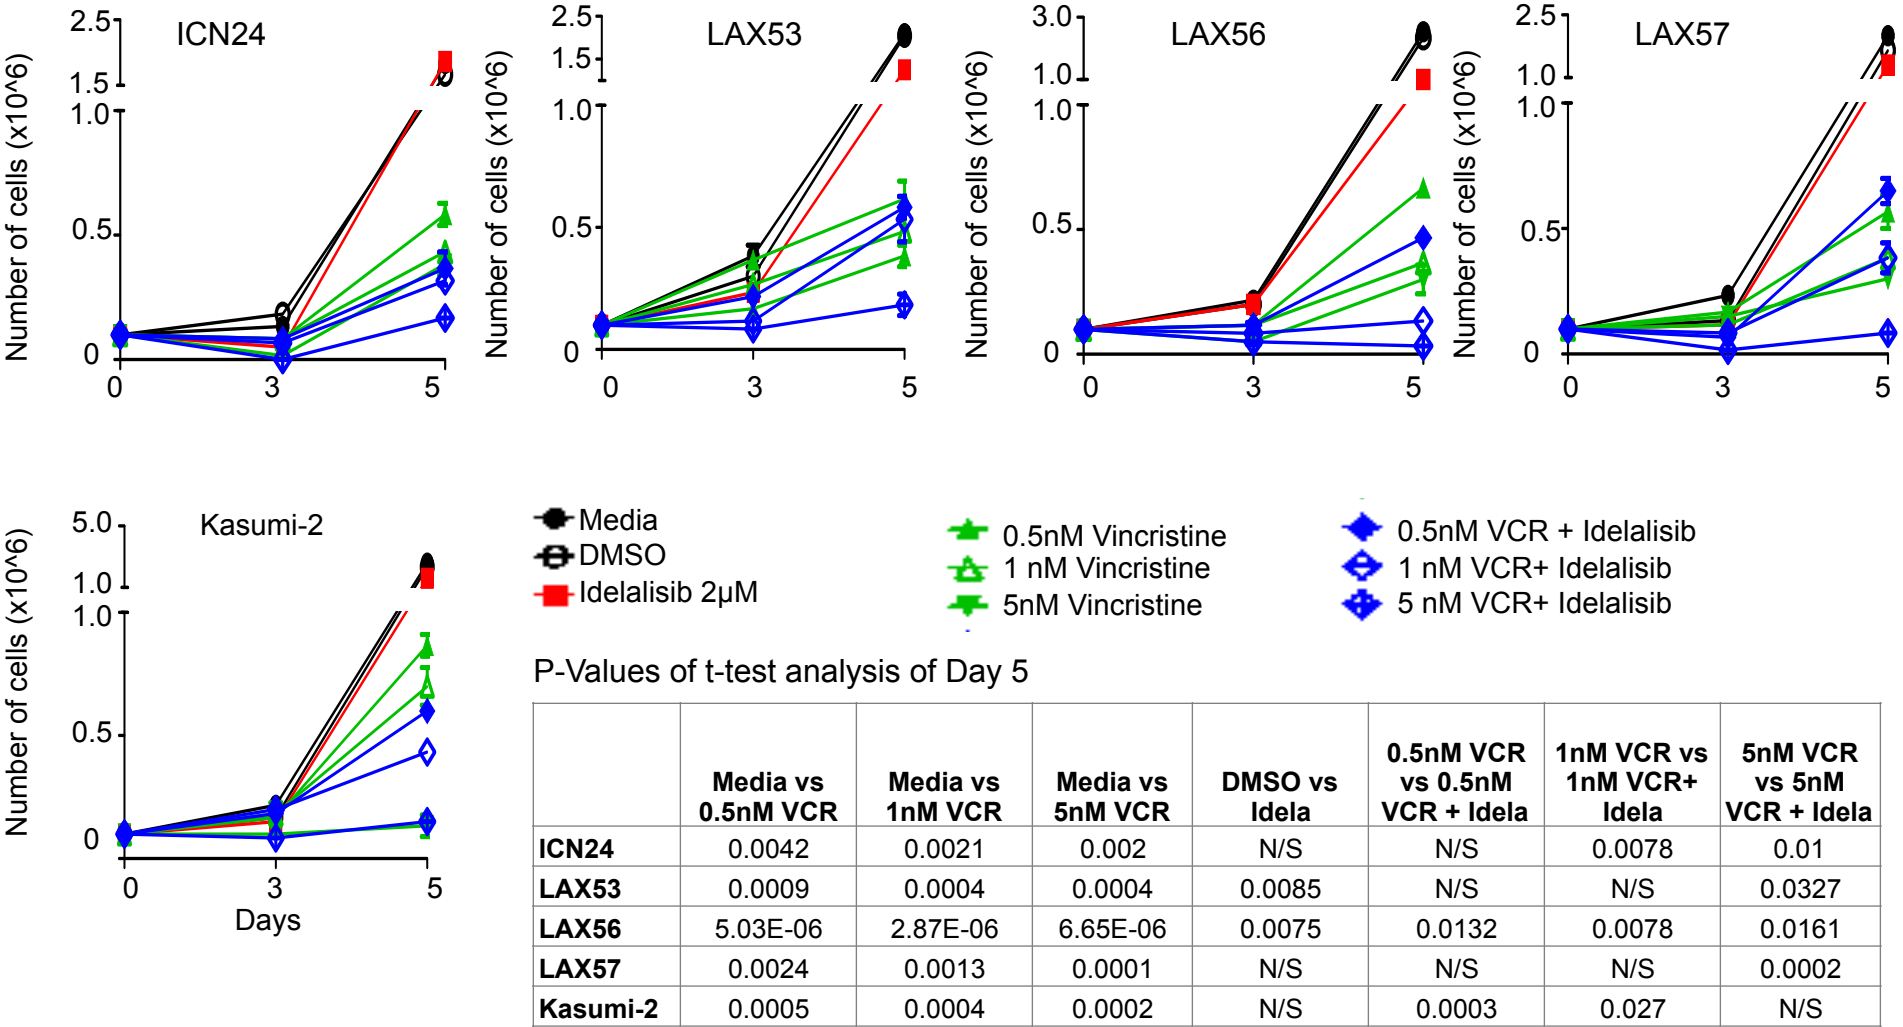 ICN24
Number of cells (x10^6)
2.5
1.5
1.0
0.5
0
0 3 5
LAX53
Number of cells (x10^6)
2.5
1.5
1.0
0.5
0
0 3 5
LAX56
Number of cells (x10^6)
3.0
1.0
1.0
0.5
0
0 3 5
LAX57
Number of cells (x10^6)
2.5
1.0
1.0
0.5
0
0 3 5
Kasumi-2
Number of cells (x10^6)
5.0
1.0
1.0
0.5
0
0 3 5
Days
Media
DMSO
Idelalisib 2µM
0.5nM Vincristine
1 nM Vincristine
5nM Vincristine
0.5nM VCR + Idelalisib
1 nM VCR+ Idelalisib
5 nM VCR+ Idelalisib
P-Values of t-test analysis of Day 5
Media vs
0.5nM VCR
Media vs
1nM VCR
Media vs
5nM VCR
DMSO vs
Idela
0.5nM VCR
vs 0.5nM
VCR + Idela
1nM VCR vs
1nM VCR+
Idela
5nM VCR
vs 5nM
VCR + Idela
ICN24 0.0042 0.0021 0.002 N/S N/S 0.0078 0.01
LAX53 0.0009 0.0004 0.0004 0.0085 N/S N/S 0.0327
LAX56 5.03E-06 2.87E-06 6.65E-06 0.0075 0.0132 0.0078 0.0161
LAX57 0.0024 0.0013 0.0001 N/S N/S N/S 0.0002
Kasumi-2 0.0005 0.0004 0.0002 N/S 0.0003 0.027 N/S